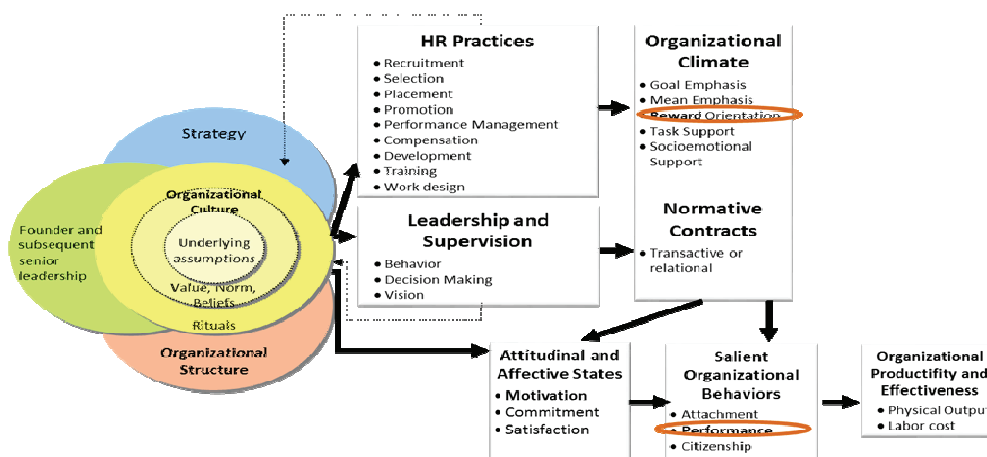 Strategy
Organizational
Culture
Founder and
subsequent
senior
leadership
Underlying
assumptions
Value, Norm,
Beliefs
Rituals
Organizational
Structure
HR Practices
• Recruitment
• Selection
• Placement
• Promotion
• Performance Management
• Compensation
• Development
• Training
• Work design
Leadership and
Supervision
• Behavior
• Decision Making
• Vision
Organizational
Climate
• Goal Emphasis
• Mean Emphasis
• Reward Orientation
• Task Support
• Socioemotional
Support
Normative
Contracts
• Transactive or
relational
Attitudinal and
Affective States
• Motivation
• Commitment
• Satisfaction
Salient
Organizational
Behaviors
• Attachment
• Performance
• Citizenship
Organizational
Productifity and
Effectiveness
• Physical Output
• Labor cost